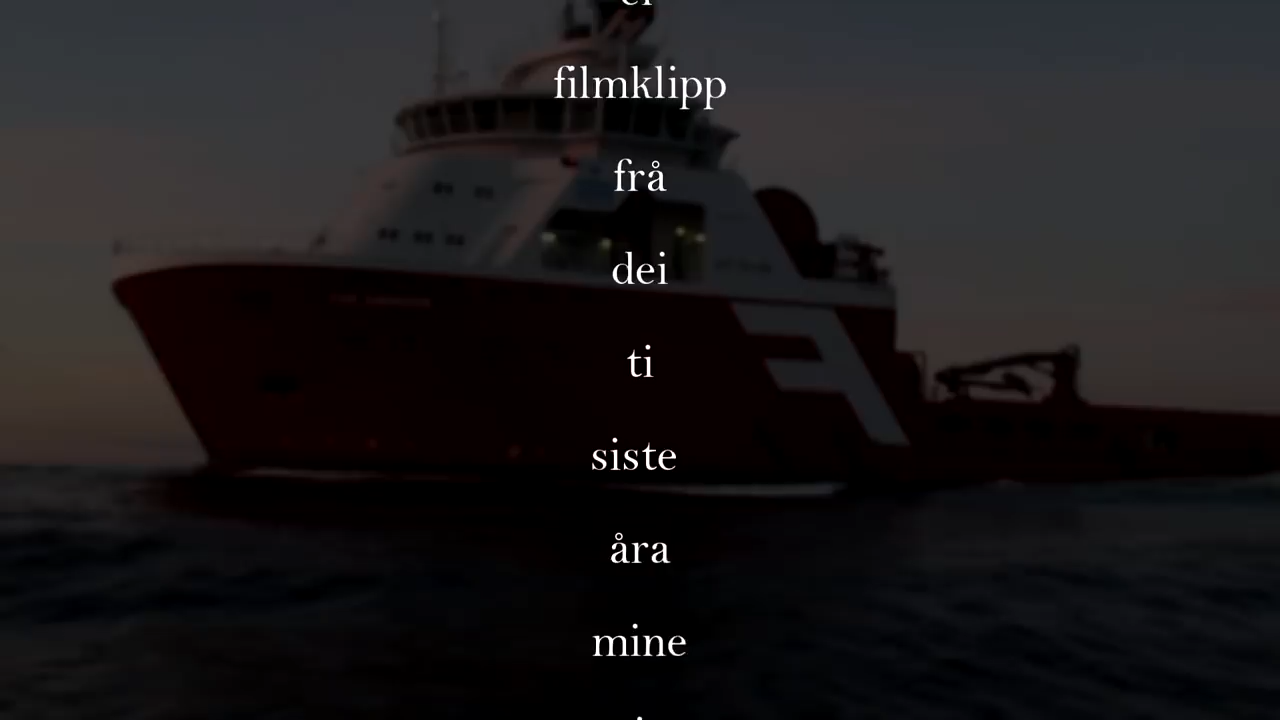 filmklipp
frå
dei
ti
siste
åra
mine